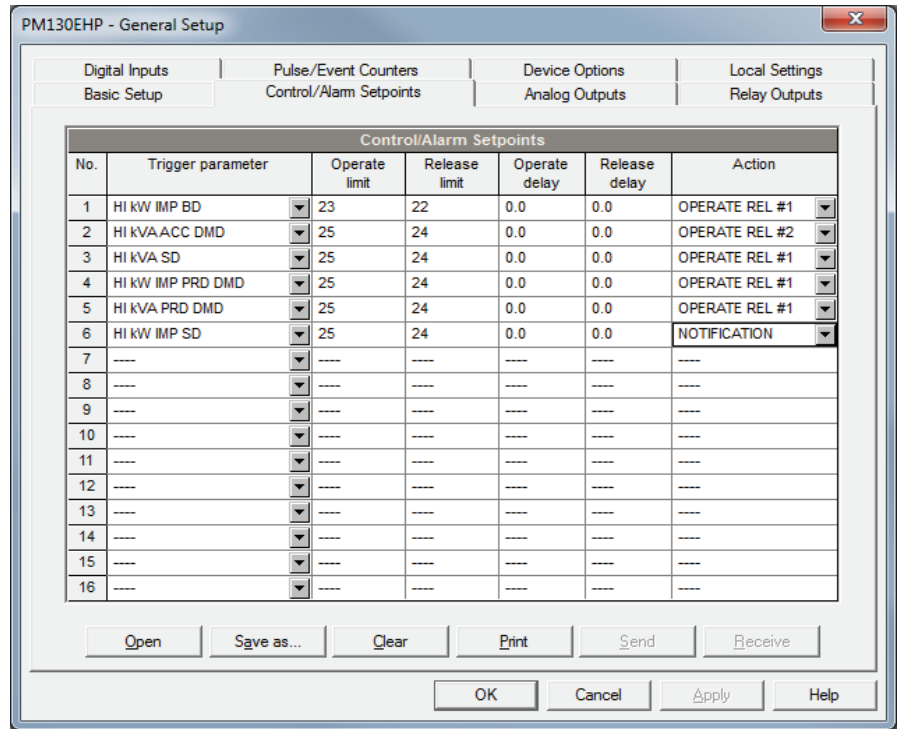 PM130EHP - General Setup
Digital Inputs Pulse/Event Counters Device Options Local Settings
Basic Setup Control/Alarm Setpoints Analog Outputs Relay Outputs
Control/Alarm Setpoints
No. Trigger parameter Operate limit Release limit Operate delay Release delay Action
1 HI kW IMP BD 23 22 0.0 0.0 OPERATE REL #1
2 HI kVA ACC DMD 25 24 0.0 0.0 OPERATE REL #2
3 HI kVA SD 25 24 0.0 0.0 OPERATE REL #1
4 HI kW IMP PRD DMD 25 24 0.0 0.0 OPERATE REL #1
5 HI kVA PRD DMD 25 24 0.0 0.0 OPERATE REL #1
6 HI kW IMP SD 25 24 0.0 0.0 NOTIFICATION
7 ---- ---- ---- ---- ---- ----
8 ---- ---- ---- ---- ---- ----
9 ---- ---- ---- ---- ---- ----
10 ---- ---- ---- ---- ---- ----
11 ---- ---- ---- ---- ---- ----
12 ---- ---- ---- ---- ---- ----
13 ---- ---- ---- ---- ---- ----
14 ---- ---- ---- ---- ---- ----
15 ---- ---- ---- ---- ---- ----
16 ---- ---- ---- ---- ---- ----
Open Save as... Clear Print Send Receive
OK Cancel Apply Help